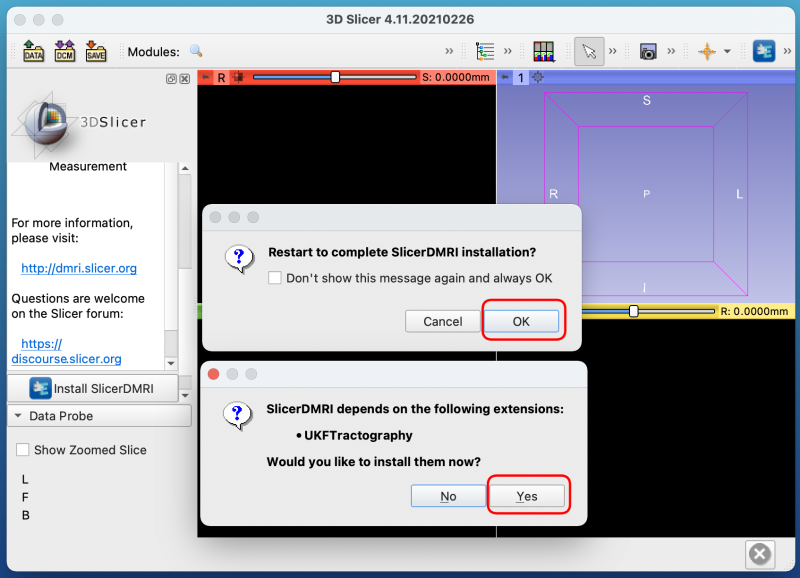 3D Slicer 4.11.20210226
DATA
DCM
SAVE
Modules:
R
S: 0.0000mm
1
3DSlicer
Measurement
For more information,
please visit:
http://dmri.slicer.org
Questions are welcome
on the Slicer forum:
https://
discourse.slicer.org
Install SlicerDMRI
Data Probe
Show Zoomed Slice
L
F
B
S
R
P
L
I
R: 0.0000mm
Restart to complete SlicerDMRI installation?
Don't show this message again and always OK
Cancel
OK
SlicerDMRI depends on the following extensions:
• UKFTractography
Would you like to install them now?
No
Yes